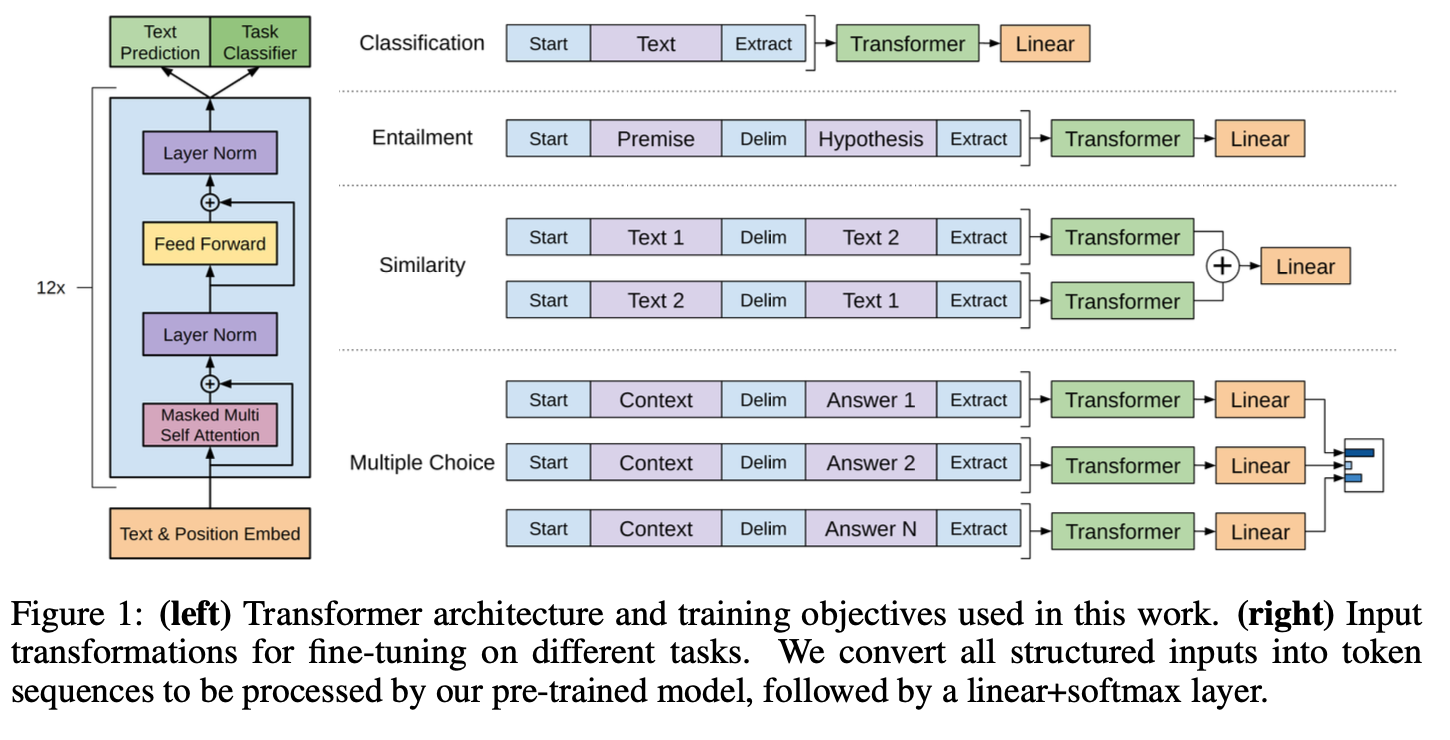 Text
Prediction
Task
Classifier
12x
Layer Norm
+
Feed Forward
Layer Norm
+
Masked Multi
Self Attention
Text & Position Embed
Classification Start Text Extract Transformer Linear
Entailment Start Premise Delim Hypothesis Extract Transformer Linear
Similarity
Start Text 1 Delim Text 2 Extract Transformer
Start Text 2 Delim Text 1 Extract Transformer
+ Linear
Multiple Choice
Start Context Delim Answer 1 Extract Transformer Linear
Start Context Delim Answer 2 Extract Transformer Linear
Start Context Delim Answer N Extract Transformer Linear
Figure 1: (left) Transformer architecture and training objectives used in this work. (right) Input
transformations for fine-tuning on different tasks. We convert all structured inputs into token
sequences to be processed by our pre-trained model, followed by a linear+softmax layer.